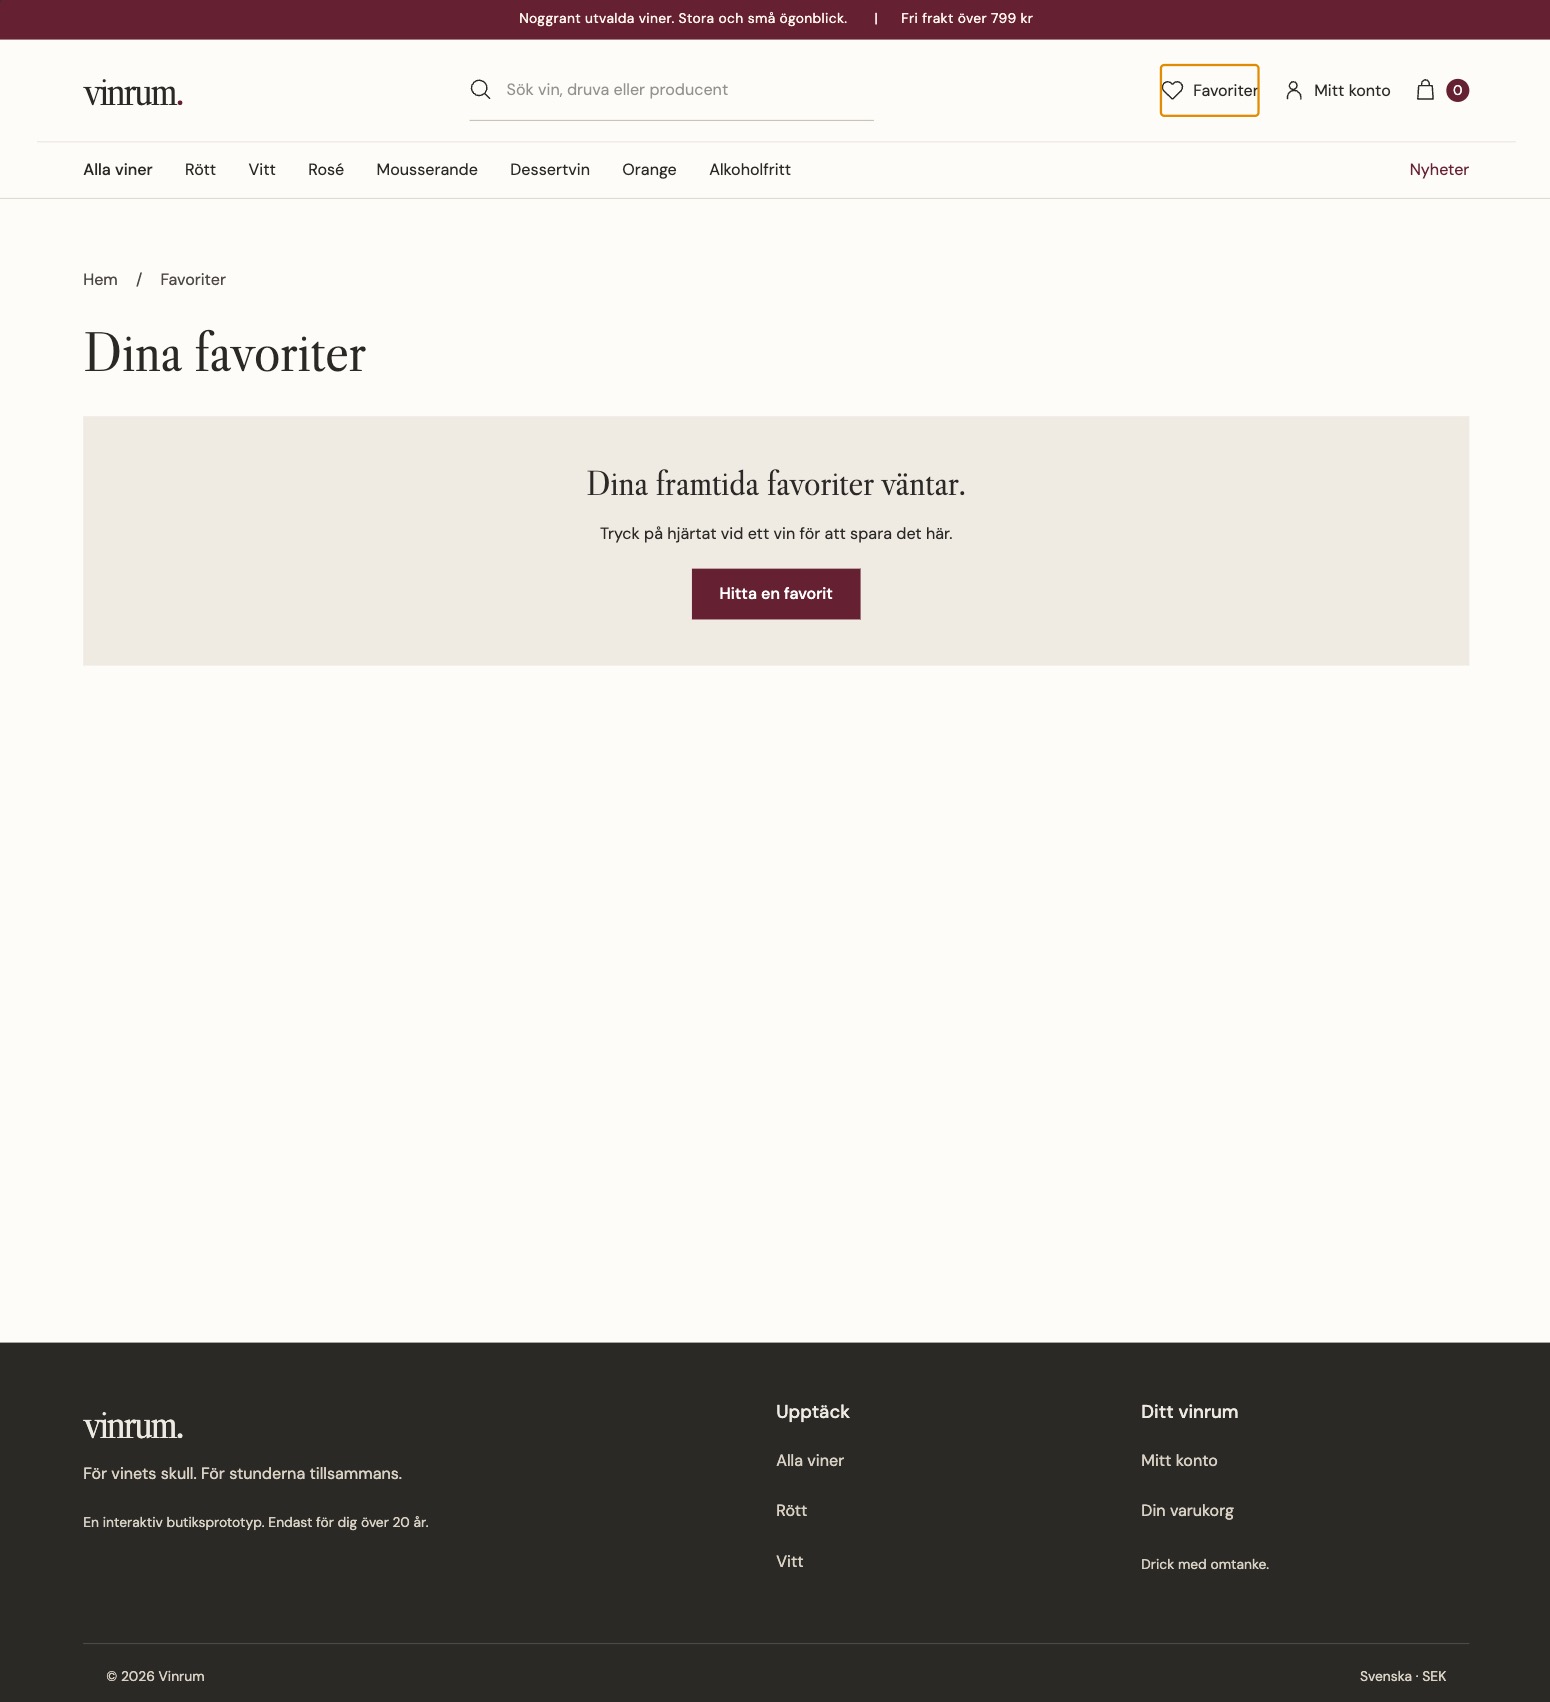 Noggrant utvalda viner. Stora och små ögonblick. | Fri frakt över 799 kr
vinrum.
Sök vin, druva eller producent
Favoriter
Mitt konto
0
Alla viner Rött Vitt Rosé Mousserande Dessertvin Orange Alkoholfritt Nyheter
Hem / Favoriter
Dina favoriter
Dina framtida favoriter väntar.
Tryck på hjärtat vid ett vin för att spara det här.
Hitta en favorit
vinrum.
För vinets skull. För stunderna tillsammans.
En interaktiv butiksprototyp. Endast för dig över 20 år.
Upptäck
Alla viner
Rött
Vitt
Ditt vinrum
Mitt konto
Din varukorg
Drick med omtanke.
© 2026 Vinrum
Svenska · SEK